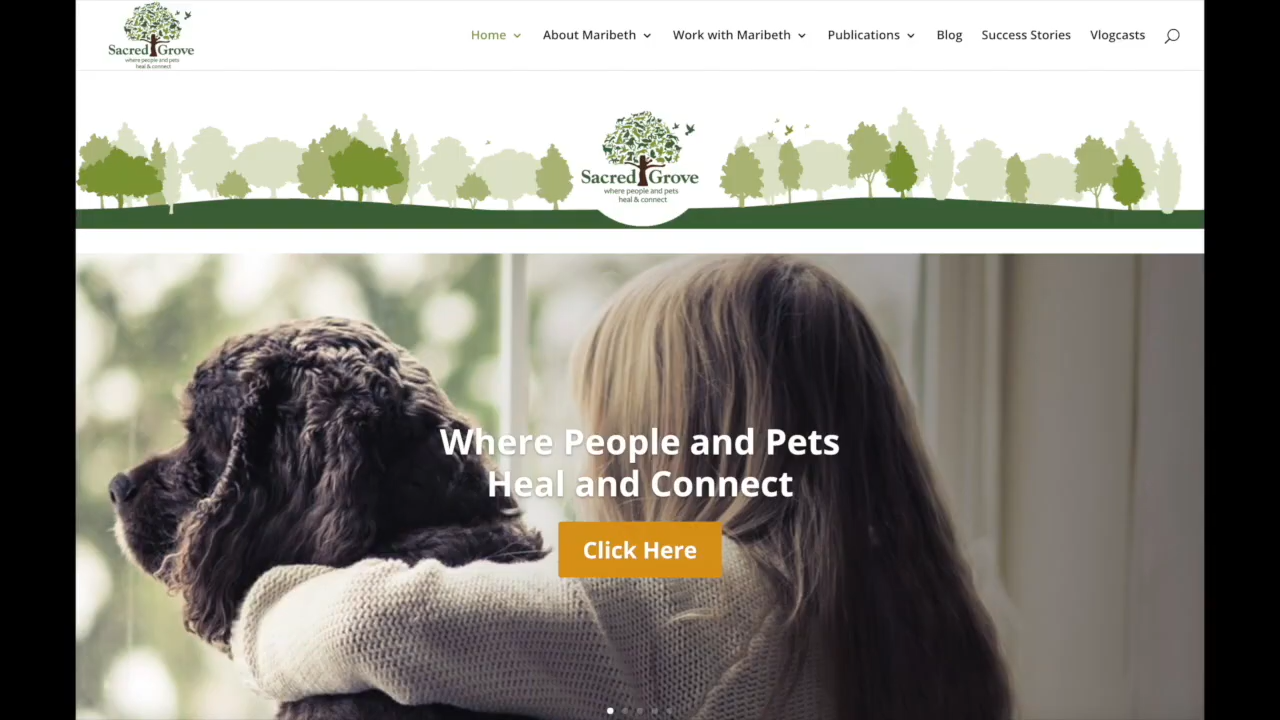 Sacred Grove
where people and pets
heal & connect
Home
About Maribeth
Work with Maribeth
Publications
Blog
Success Stories
Vlogcasts
Sacred Grove
where people and pets
heal & connect
Where People and Pets
Heal and Connect
Click Here